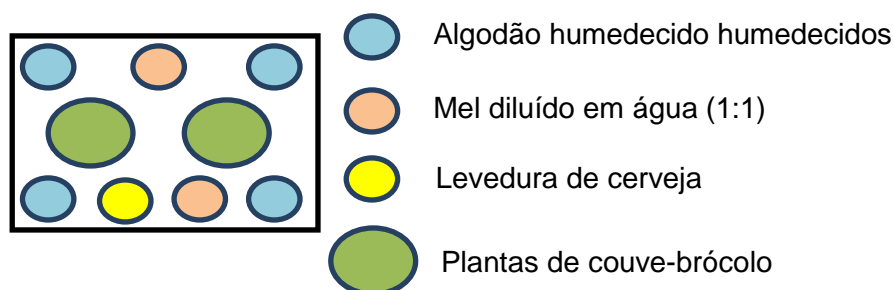 Algodão humedecido humedecidos
Mel diluído em água (1:1)
Levedura de cerveja
Plantas de couve-brócolo